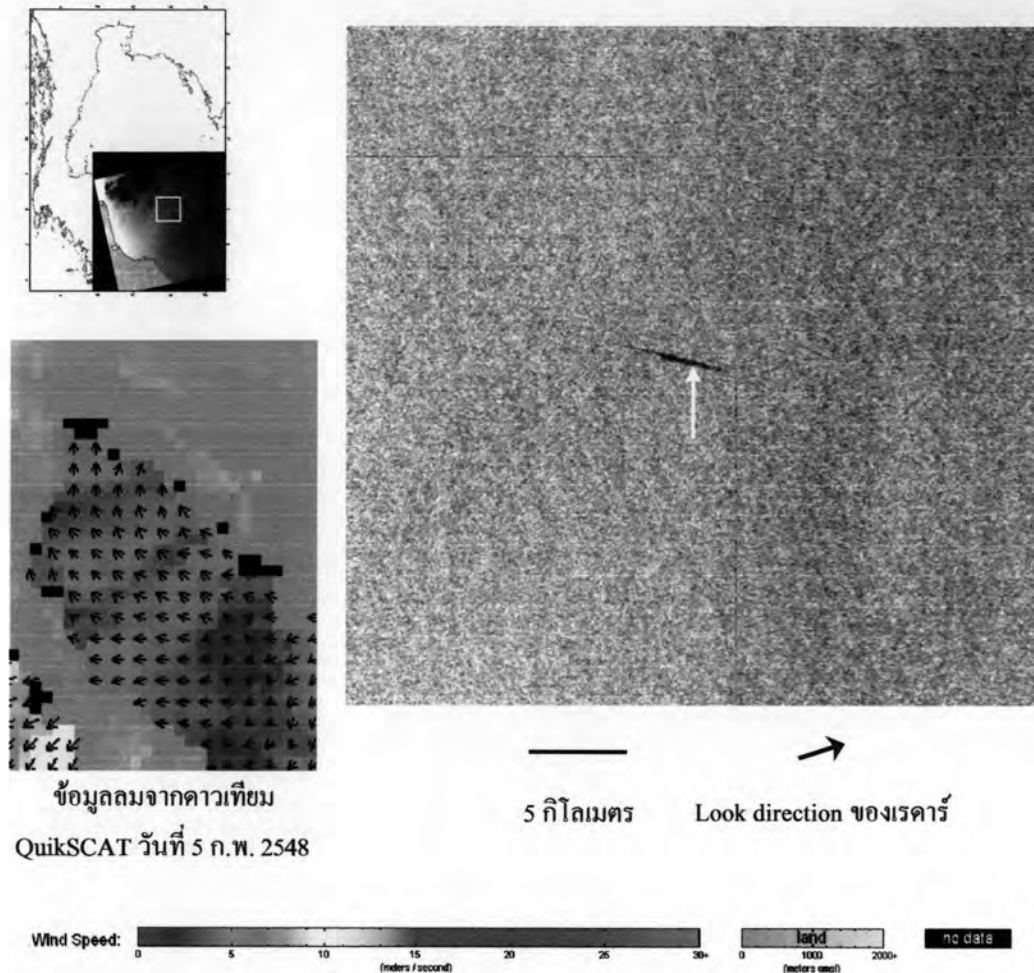 ข้อมูลลมจากดาวเทียม
QuikSCAT วันที่ 5 ก.พ. 2548
5 กิโลเมตร
Look direction ของเรดาร์
Wind Speed:
0 5 10 15 20 30+
(meters / second)
land
0 1000 2000+
(meters amsl)
no data